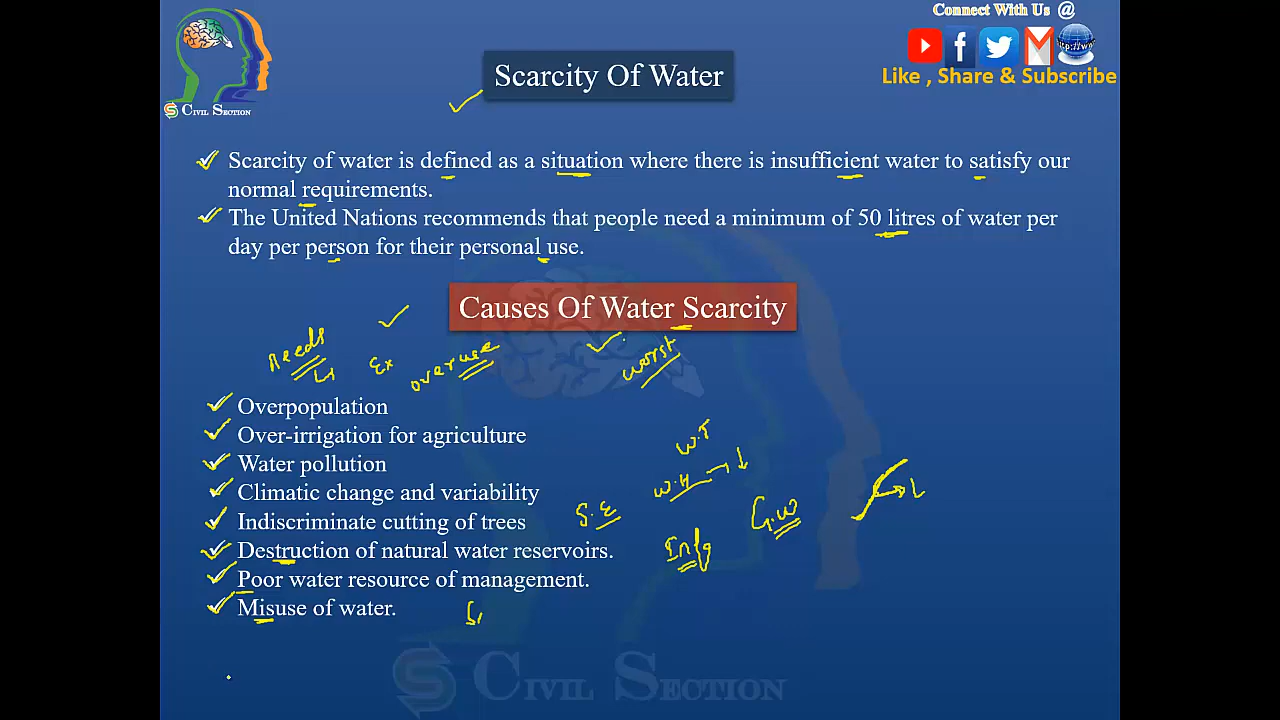 Connect With Us @
http://ww
Like , Share & Subscribe
CIVIL SECTION
Scarcity Of Water
Scarcity of water is defined as a situation where there is insufficient water to satisfy our
normal requirements.
The United Nations recommends that people need a minimum of 50 litres of water per
day per person for their personal use.
Causes Of Water Scarcity
Needs
Ex
overuse
worst
Overpopulation
Over-irrigation for agriculture
Water pollution
Climatic change and variability
Indiscriminate cutting of trees
Destruction of natural water reservoirs.
Poor water resource of management.
Misuse of water.
W.T
W.H
S.E
G.W
CIVIL SECTION